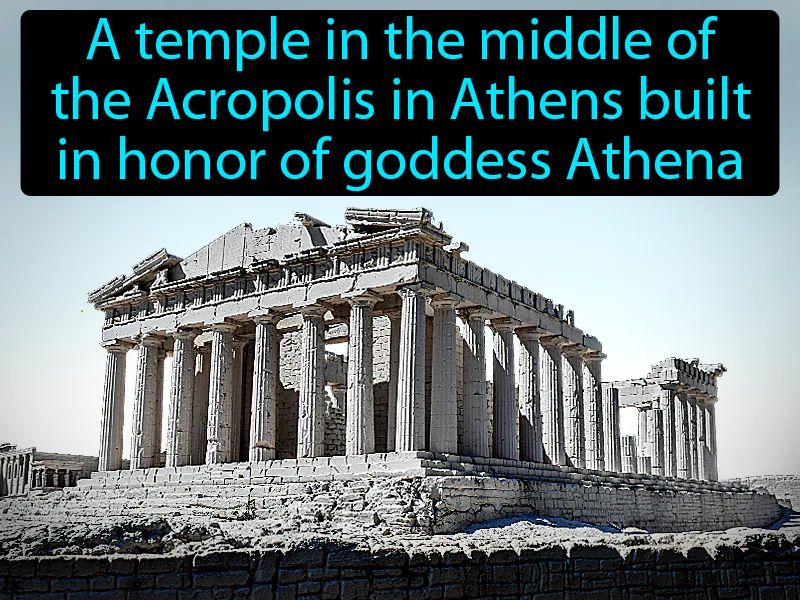 A temple in the middle of
the Acropolis in Athens built
in honor of goddess Athena